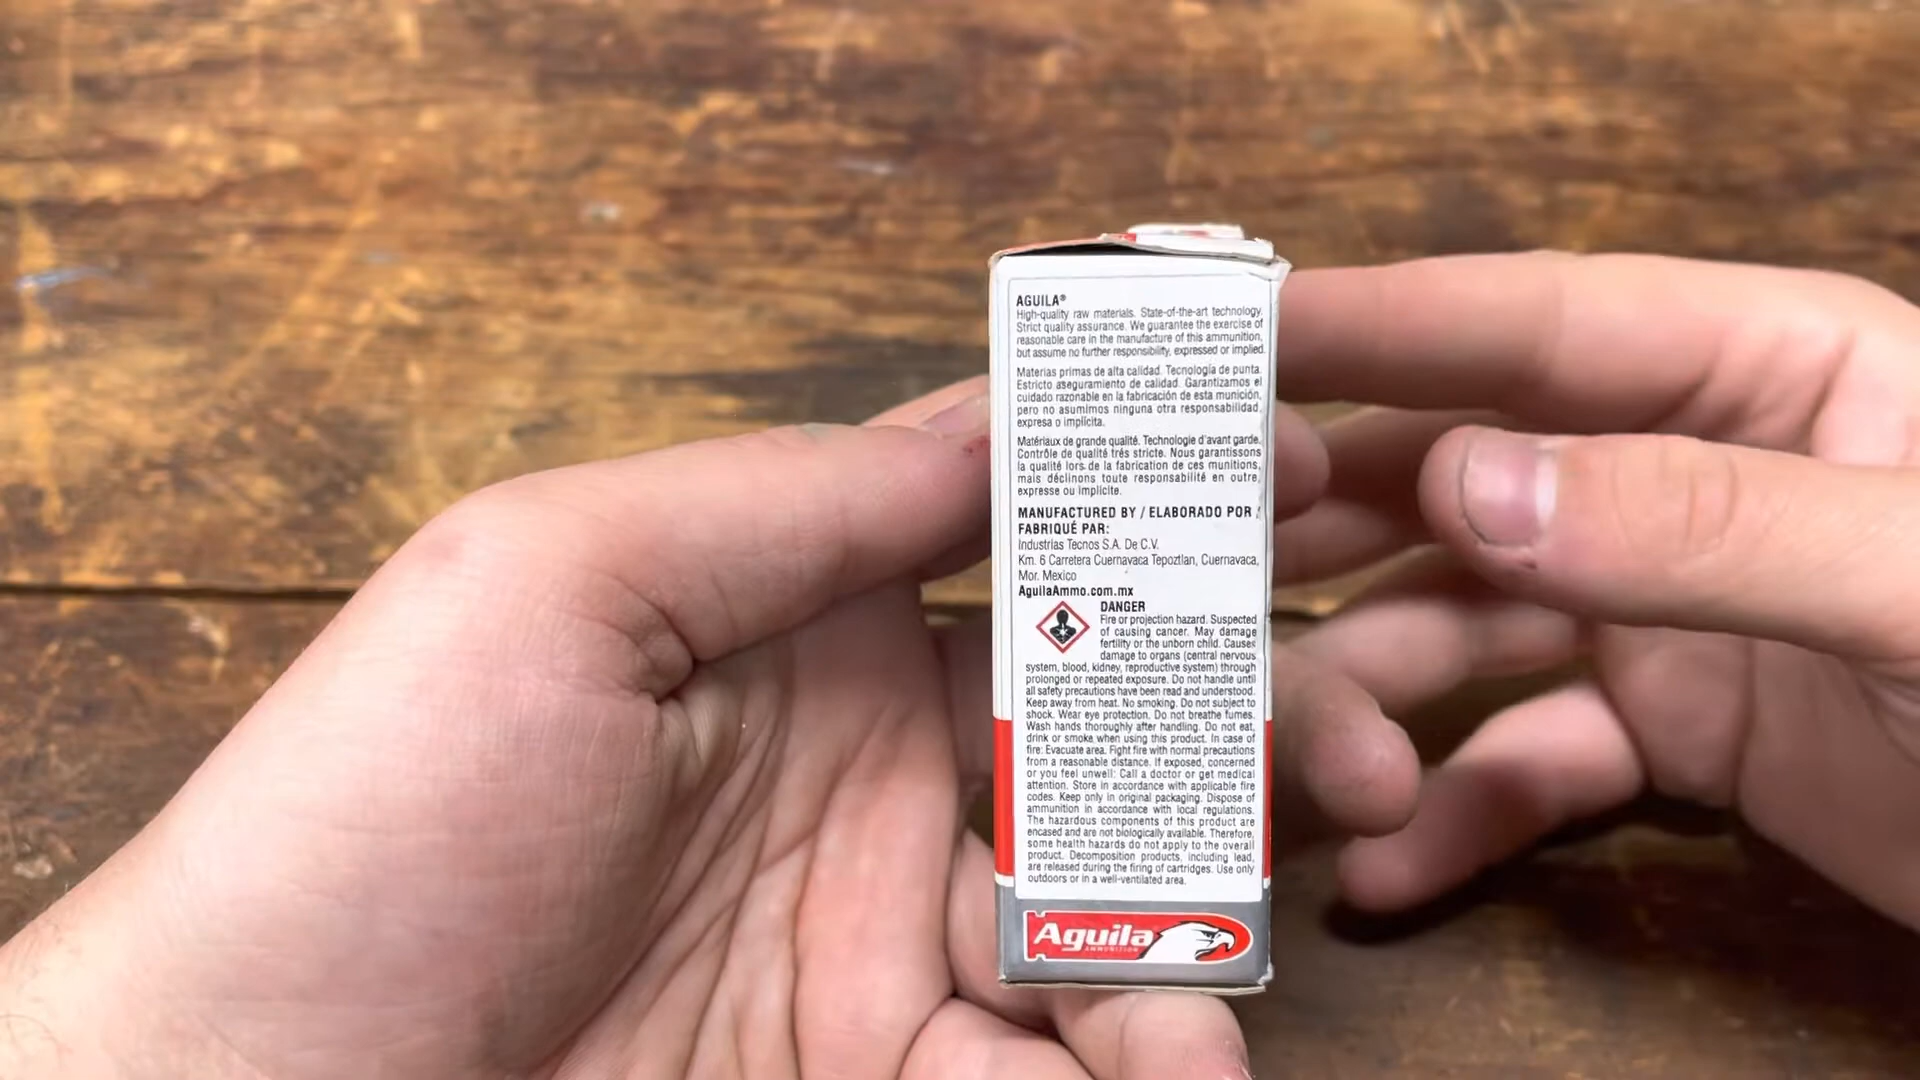 AGUILA®
High-quality raw materials. State-of-the-art technology.
Strict quality assurance. We guarantee the exercise of
reasonable care in the manufacture of this ammunition,
but assume no further responsibility, expressed or implied.
Materias primas de alta calidad. Tecnología de punta.
Estricto aseguramiento de calidad. Garantizamos el
cuidado razonable en la fabricación de esta munición,
pero no asumimos ninguna otra responsabilidad,
expresa o implícita.
Matériaux de grande qualité. Technologie d'avant garde.
Contrôle de qualité trés stricte. Nous garantissons
la qualité lors de la fabrication de ces munitions,
mais déclinons toute responsabilité en outre,
expresse ou implicite.
MANUFACTURED BY / ELABORADO POR /
FABRIQUÉ PAR:
Industrias Tecnos S.A. De C.V.
Km. 6 Carretera Cuernavaca Tepoztlan, Cuernavaca,
Mor. Mexico
AguilaAmmo.com.mx
DANGER
Fire or projection hazard. Suspected
of causing cancer. May damage
fertility or the unborn child. Causes
damage to organs (central nervous
system, blood, kidney, reproductive system) through
prolonged or repeated exposure. Do not handle until
all safety precautions have been read and understood.
Keep away from heat. No smoking. Do not subject to
shock. Wear eye protection. Do not breathe fumes.
Wash hands thoroughly after handling. Do not eat,
drink or smoke when using this product. In case of
fire: Evacuate area. Fight fire with normal precautions
from a reasonable distance. If exposed, concerned
or you feel unwell: Call a doctor or get medical
attention. Store in accordance with applicable fire
codes. Keep only in original packaging. Dispose of
ammunition in accordance with local regulations.
The hazardous components of this product are
encased and are not biologically available. Therefore,
some health hazards do not apply to the overall
product. Decomposition products, including lead,
are released during the firing of cartridges. Use only
outdoors or in a well-ventilated area.
Aguila
AMMUNITION